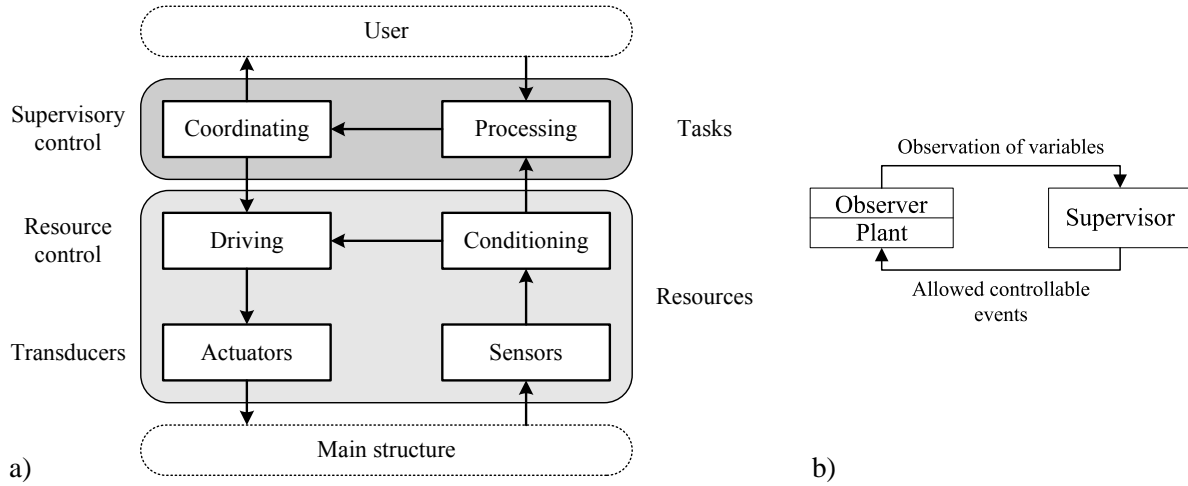 User
Supervisory
control
Coordinating
Processing
Tasks
Resource
control
Driving
Conditioning
Resources
Transducers
Actuators
Sensors
Main structure
a)
Observation of variables
Observer
Plant
Supervisor
Allowed controllable
events
b)